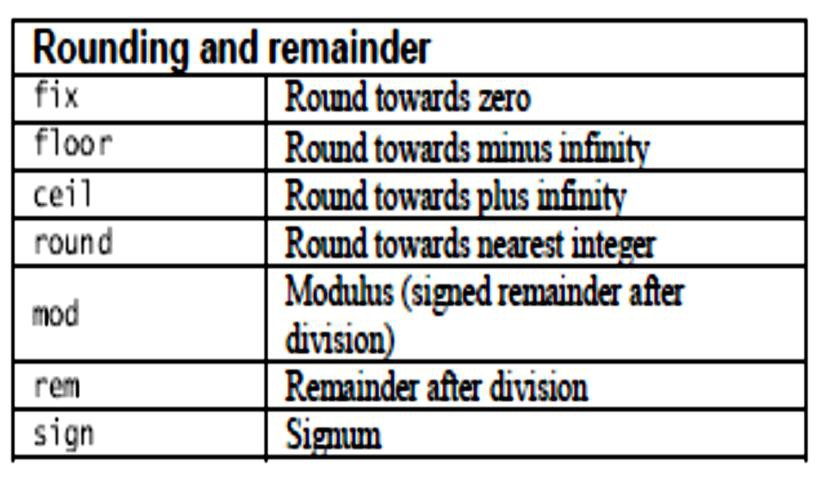 Rounding and remainder
fix Round towards zero
floor Round towards minus infinity
ceil Round towards plus infinity
round Round towards nearest integer
mod Modulus (signed remainder after
division)
rem Remainder after division
sign Signum